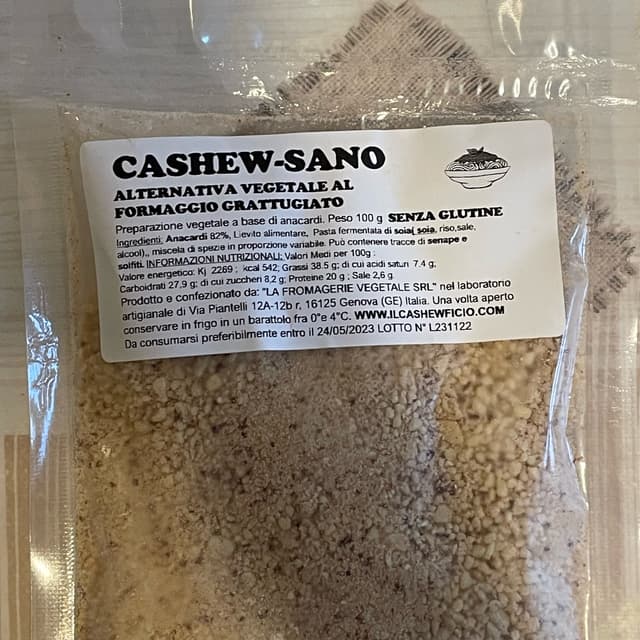 CASHEW-SANO
ALTERNATIVA VEGETALE AL
FORMAGGIO GRATTUGIATO
Preparazione vegetale a base di anacardi. Peso 100 g SENZA GLUTINE
Ingredienti: Anacardi 82%, Lievito alimentare, Pasta fermentata di soia( soia, riso,sale,
alcool),, miscela di spezie in proporzione variabile. Può contenere tracce di senape e
solfiti. INFORMAZIONI NUTRIZIONALI: Valori Medi per 100g :
Valore energetico: Kj 2269 ; kcal 542; Grassi 38.5 g; di cui acidi saturi 7.4 g;
Carboidrati 27,9 g; di cui zuccheri 8,2 g; Proteine 20 g ; Sale 2,6 g.
Prodotto e confezionato da: "LA FROMAGERIE VEGETALE SRL" nel laboratorio
artigianale di Via Piantelli 12A-12b r, 16125 Genova (GE) Italia. Una volta aperto
conservare in frigo in un barattolo fra 0°e 4°C. WWW.ILCASHEWFICIO.COM
Da consumarsi preferibilmente entro il 24/05/2023 LOTTO N° L231122